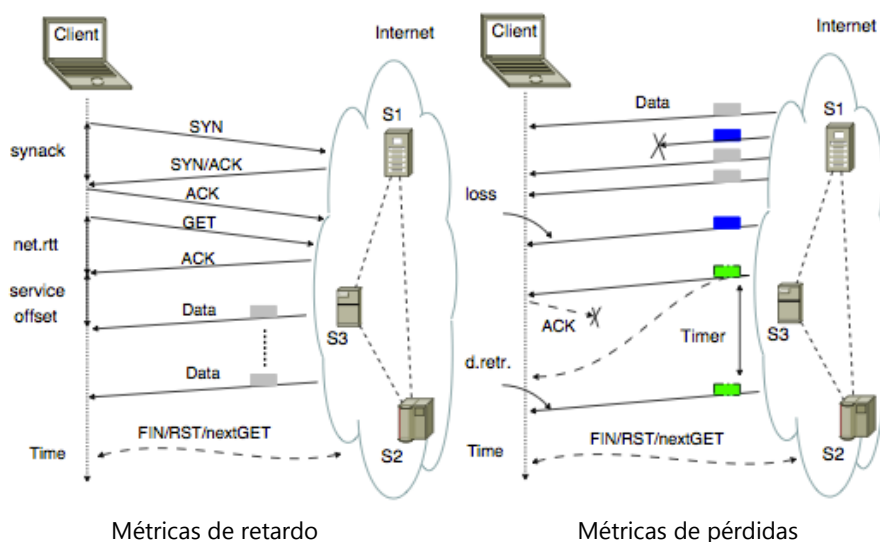 Client
Internet
S1
SYN
synack
SYN/ACK
ACK
GET
net.rtt
ACK
service
offset
Data
S3
Data
FIN/RST/nextGET
Time
S2
Métricas de retardo
Client
Internet
Data
S1
loss
ACK
Timer
S3
d.retr.
FIN/RST/nextGET
Time
S2
Métricas de pérdidas